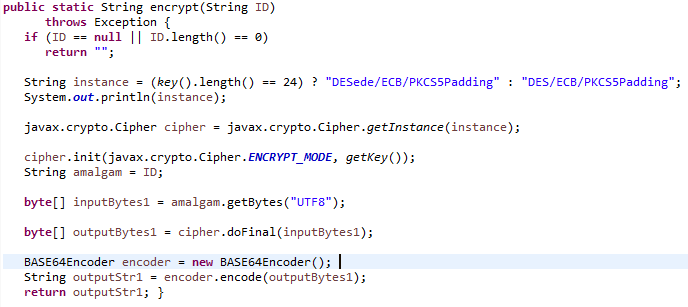 public static String encrypt(String ID)
throws Exception {
if (ID == null || ID.length() == 0)
return "";
String instance = (key().length() == 24) ? "DESede/ECB/PKCS5Padding" : "DES/ECB/PKCS5Padding";
System.out.println(instance);
javax.crypto.Cipher cipher = javax.crypto.Cipher.getInstance(instance);
cipher.init(javax.crypto.Cipher.ENCRYPT_MODE, getKey());
String amalgam = ID;
byte[] inputBytes1 = amalgam.getBytes("UTF8");
byte[] outputBytes1 = cipher.doFinal(inputBytes1);
BASE64Encoder encoder = new BASE64Encoder();
String outputStr1 = encoder.encode(outputBytes1);
return outputStr1; }